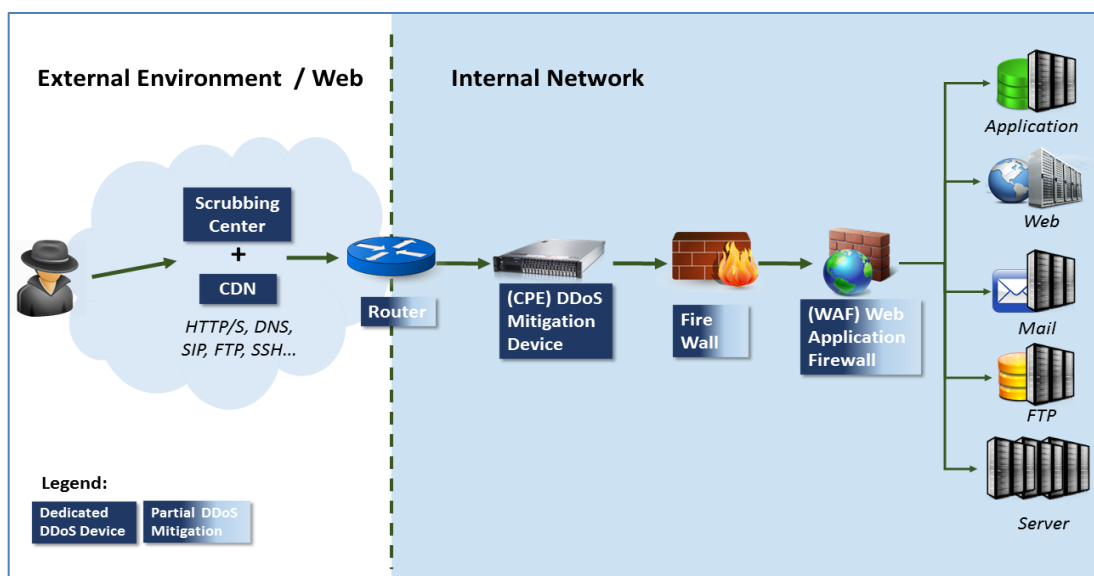 External Environment / Web
Internal Network
Scrubbing
Center
+
CDN
HTTP/S, DNS,
SIP, FTP, SSH...
Router
(CPE) DDoS
Mitigation
Device
Fire
Wall
(WAF) Web
Application
Firewall
Application
Web
Mail
FTP
Server
Legend:
Dedicated
DDoS Device
Partial DDoS
Mitigation